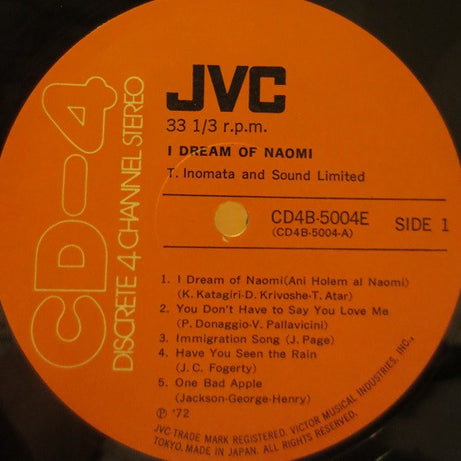 CD-4
DISCRETE 4 CHANNEL STEREO
JVC
33 1/3 r.p.m.
I DREAM OF NAOMI
T. Inomata and Sound Limited
CD4B-5004E SIDE 1
(CD4B-5004-A)
1. I Dream of Naomi(Ani Holem al Naomi)
(K. Katagiri-D. Krivoshe-T. Atar)
2. You Don't Have to Say You Love Me
(P. Donaggio-V. Pallavicini)
3. Immigration Song (J. Page)
4. Have You Seen the Rain
(J. C. Fogerty)
5. One Bad Apple
(Jackson-George-Henry)
Ⓟ '72
JVC-TRADE MARK REGISTERED. VICTOR MUSICAL INDUSTRIES, INC.,
TOKYO. MADE IN JAPAN. ALL RIGHTS RESERVED.